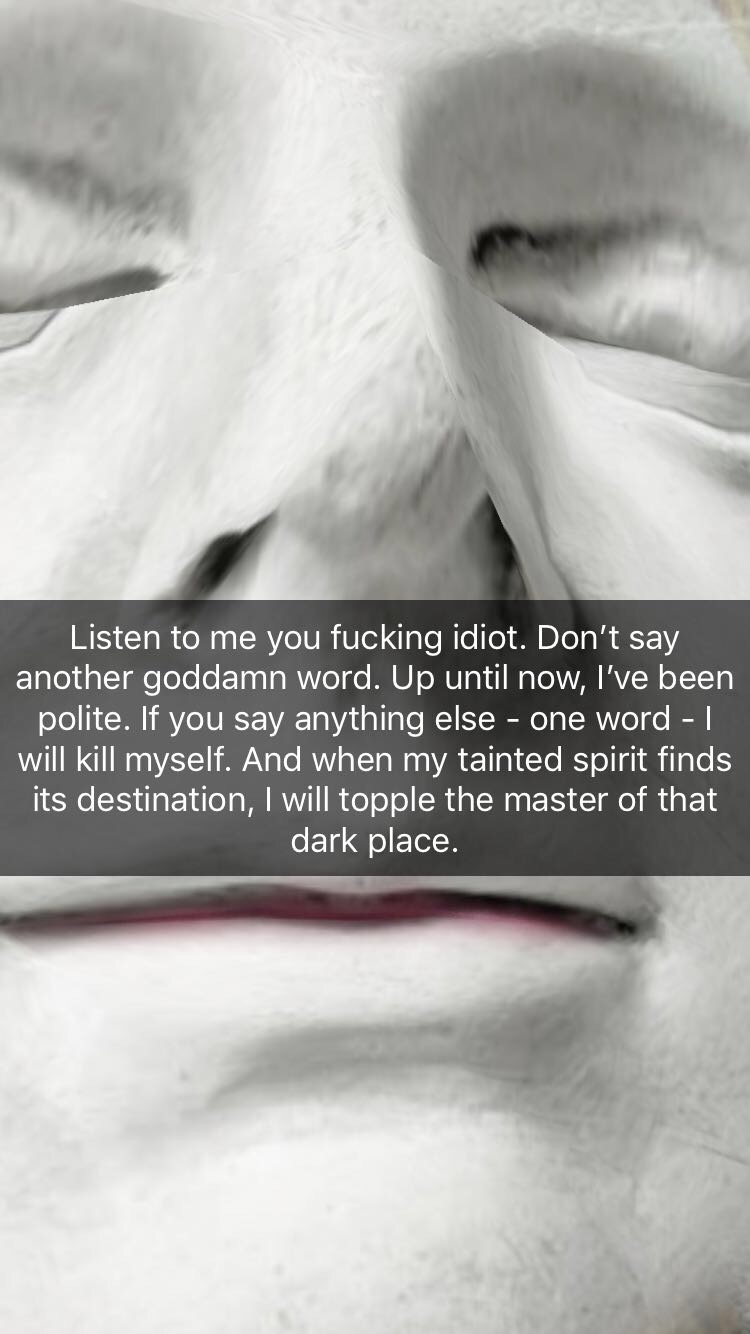 Listen to me you fucking idiot. Don’t say
another goddamn word. Up until now, I’ve been
polite. If you say anything else - one word - I
will kill myself. And when my tainted spirit finds
its destination, I will topple the master of that
dark place.